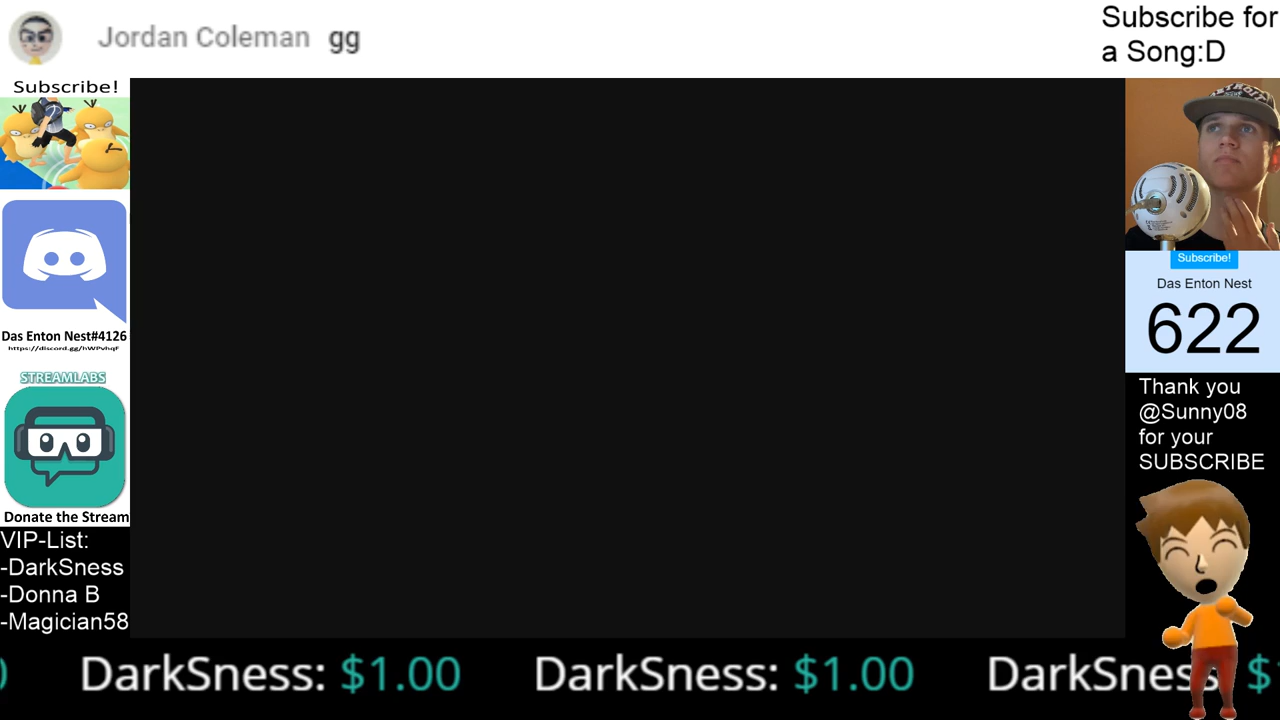 Jordan Coleman gg
Subscribe for
a Song:D
Subscribe!
Das Enton Nest#4126
STREAMLABS
Donate the Stream
VIP-List:
-DarkSness
-Donna B
-Magician58
Subscribe!
Das Enton Nest
622
Thank you
@Sunny08
for your
SUBSCRIBE
DarkSness: $1.00 DarkSness: $1.00 DarkSness $